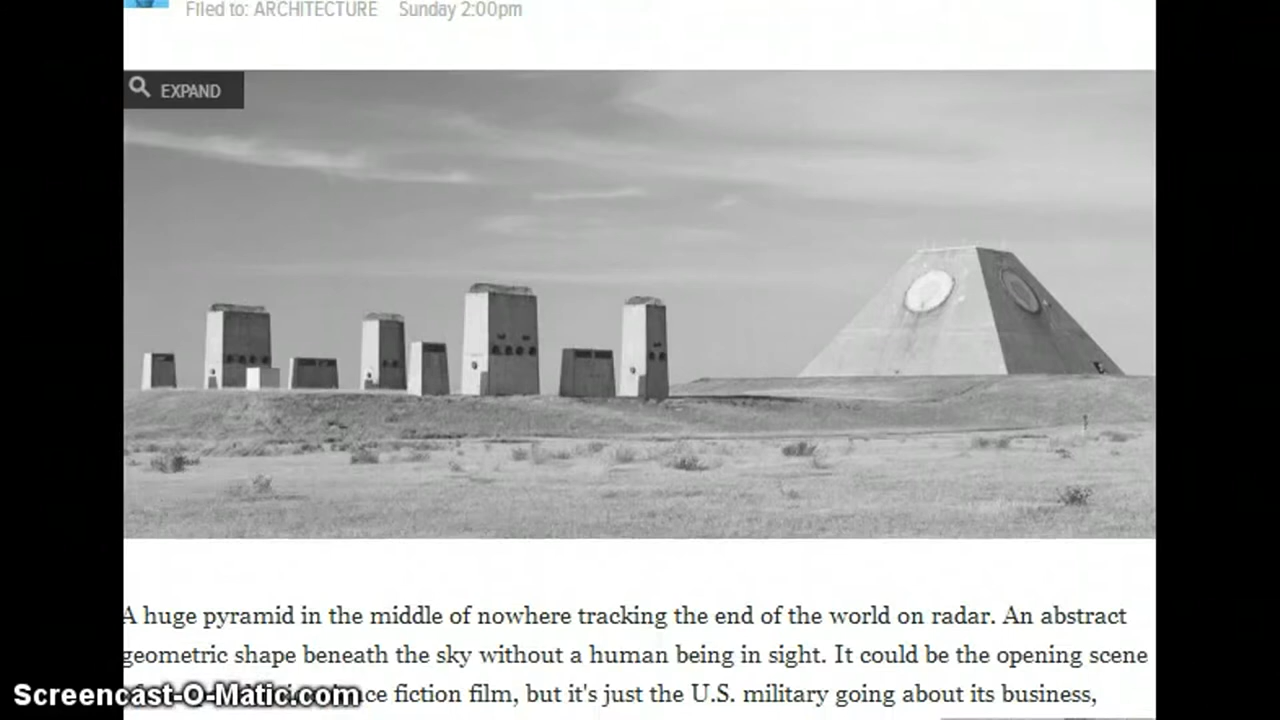 Filed to: ARCHITECTURE Sunday 2:00pm
EXPAND
A huge pyramid in the middle of nowhere tracking the end of the world on radar. An abstract
geometric shape beneath the sky without a human being in sight. It could be the opening scene
fiction film, but it's just the U.S. military going about its business,
Screencast-O-Matic.com